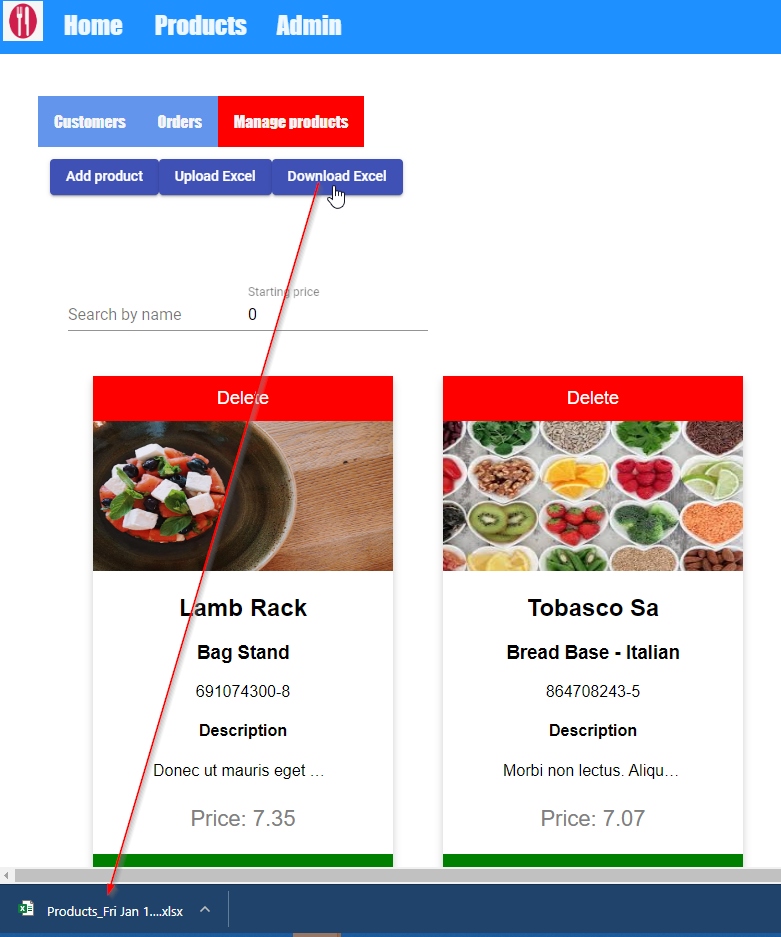 Home Products Admin
Customers Orders Manage products
Add product Upload Excel Download Excel
Starting price
Search by name 0
Delete Delete
Lamb Rack Tobasco Sa
Bag Stand Bread Base - Italian
691074300-8 864708243-5
Description Description
Donec ut mauris eget … Morbi non lectus. Aliqu…
Price: 7.35 Price: 7.07
Products_Fri Jan 1....xlsx